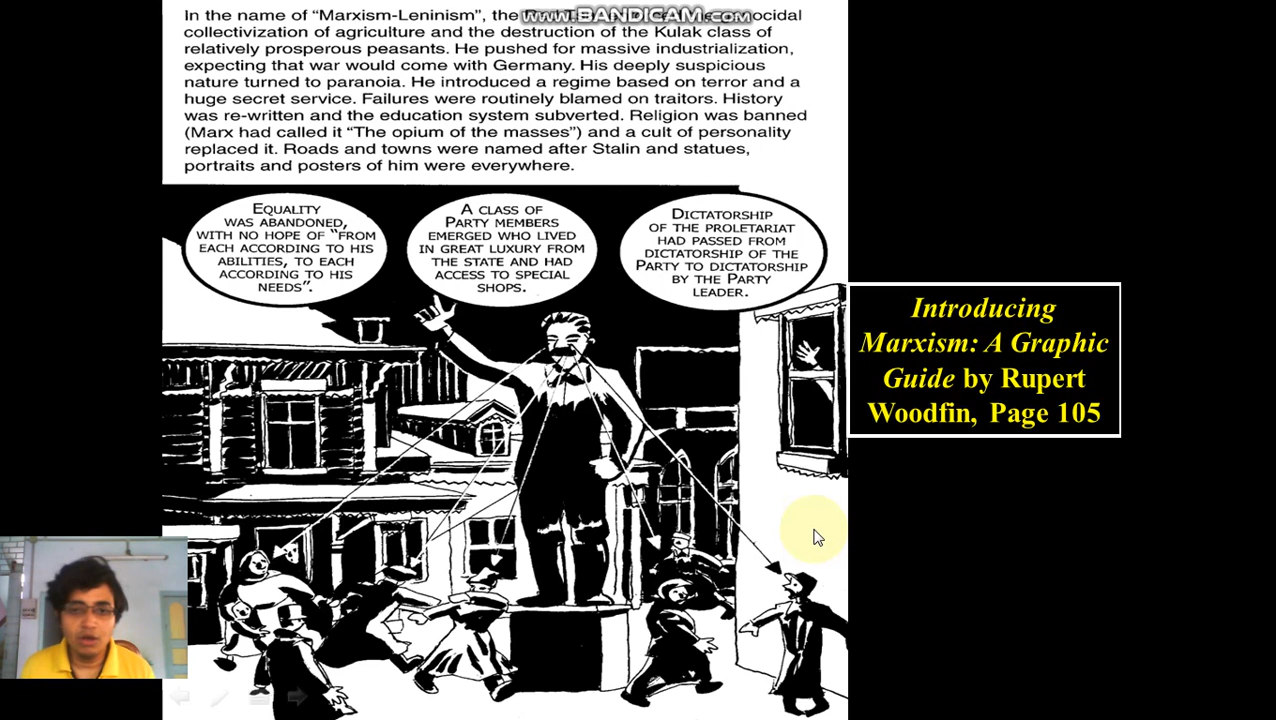 In the name of “Marxism-Leninism”, the
www.BANDICAM.com
collectivization of agriculture and the destruction of the Kulak class of
relatively prosperous peasants. He pushed for massive industrialization,
expecting that war would come with Germany. His deeply suspicious
nature turned to paranoia. He introduced a regime based on terror and a
huge secret service. Failures were routinely blamed on traitors. History
was re-written and the education system subverted. Religion was banned
(Marx had called it “The opium of the masses”) and a cult of personality
replaced it. Roads and towns were named after Stalin and statues,
portraits and posters of him were everywhere.
EQUALITY
WAS ABANDONED,
WITH NO HOPE OF “FROM
EACH ACCORDING TO HIS
ABILITIES, TO EACH
ACCORDING TO HIS
NEEDS”.
A CLASS OF
PARTY MEMBERS
EMERGED WHO LIVED
IN GREAT LUXURY FROM
THE STATE AND HAD
ACCESS TO SPECIAL
SHOPS.
DICTATORSHIP
OF THE PROLETARIAT
HAD PASSED FROM
DICTATORSHIP OF THE
PARTY TO DICTATORSHIP
BY THE PARTY
LEADER.
Introducing
Marxism: A Graphic
Guide by Rupert
Woodfin, Page 105